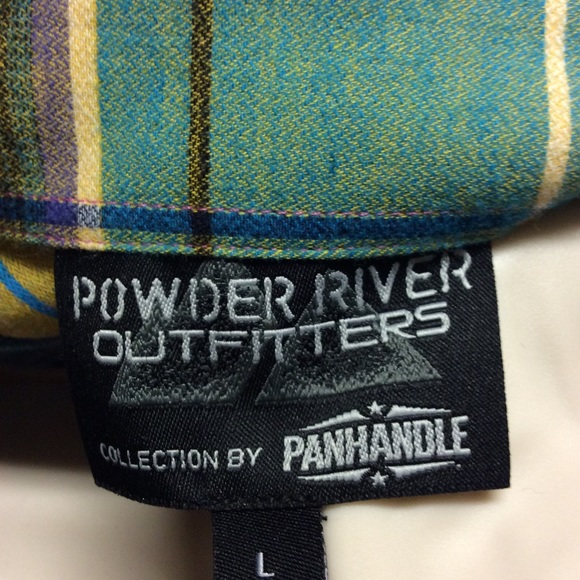 POWDER RIVER
OUTFITTERS
COLLECTION BY PANHANDLE
L